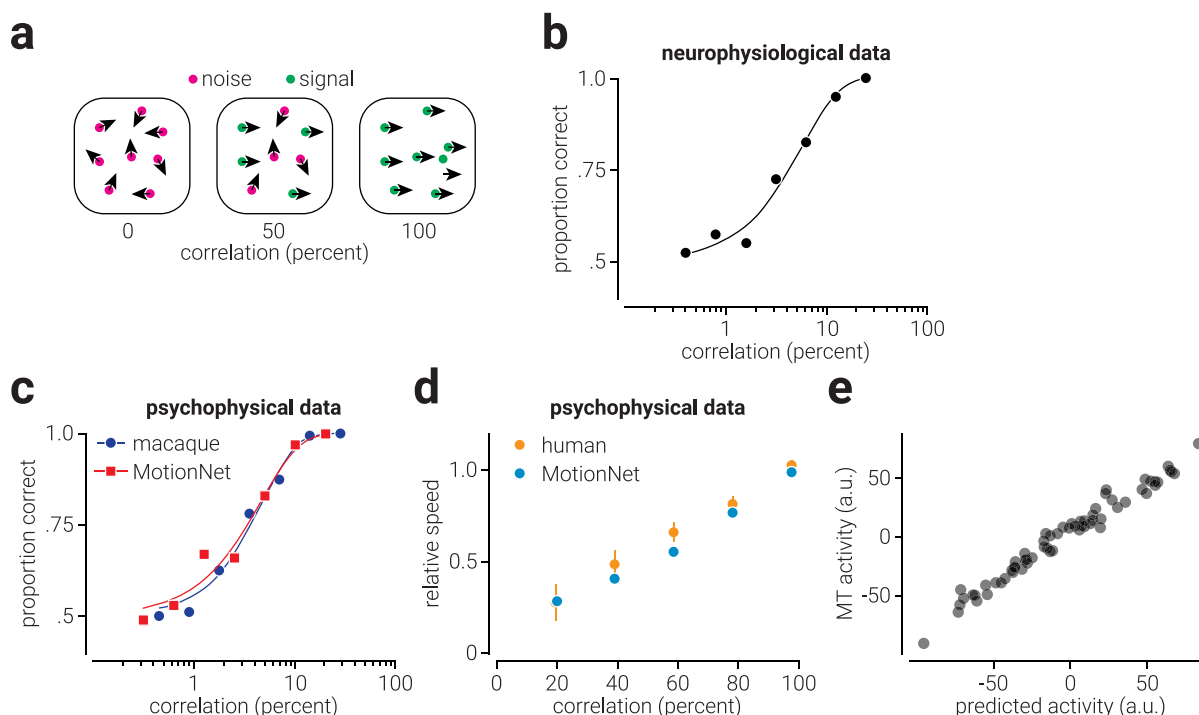 a
noise signal
0 50 100
correlation (percent)
b
neurophysiological data
proportion correct
1.0
.75
.5
1 10 100
correlation (percent)
c
psychophysical data
macaque
MotionNet
proportion correct
1.0
.75
.5
1 10 100
correlation (percent)
d
psychophysical data
human
MotionNet
relative speed
1.0
0.5
0
0 20 40 60 80 100
correlation (percent)
e
MT activity (a.u.)
50
0
-50
-50 0 50
predicted activity (a.u.)